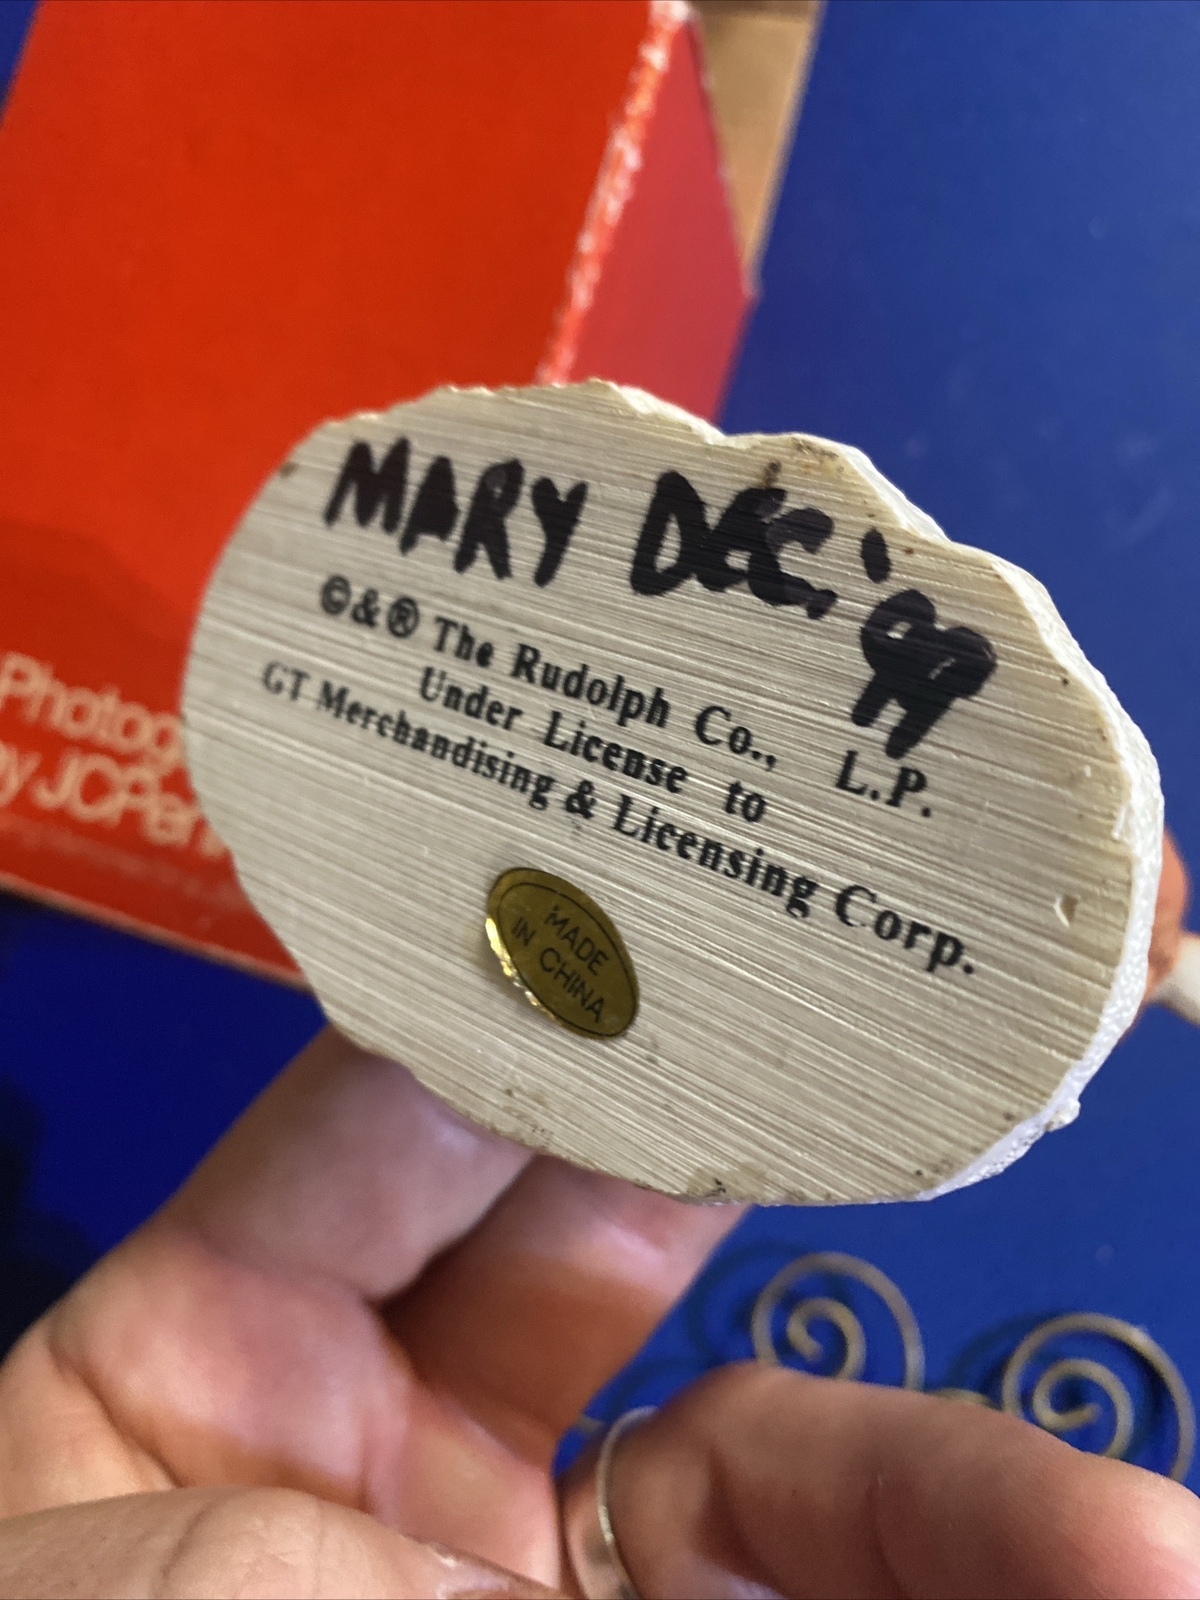 MARY DEC. '99
©&® The Rudolph Co., L.P.
Under License to
GT Merchandising & Licensing Corp.
MADE
IN CHINA
Photog
by JCPen